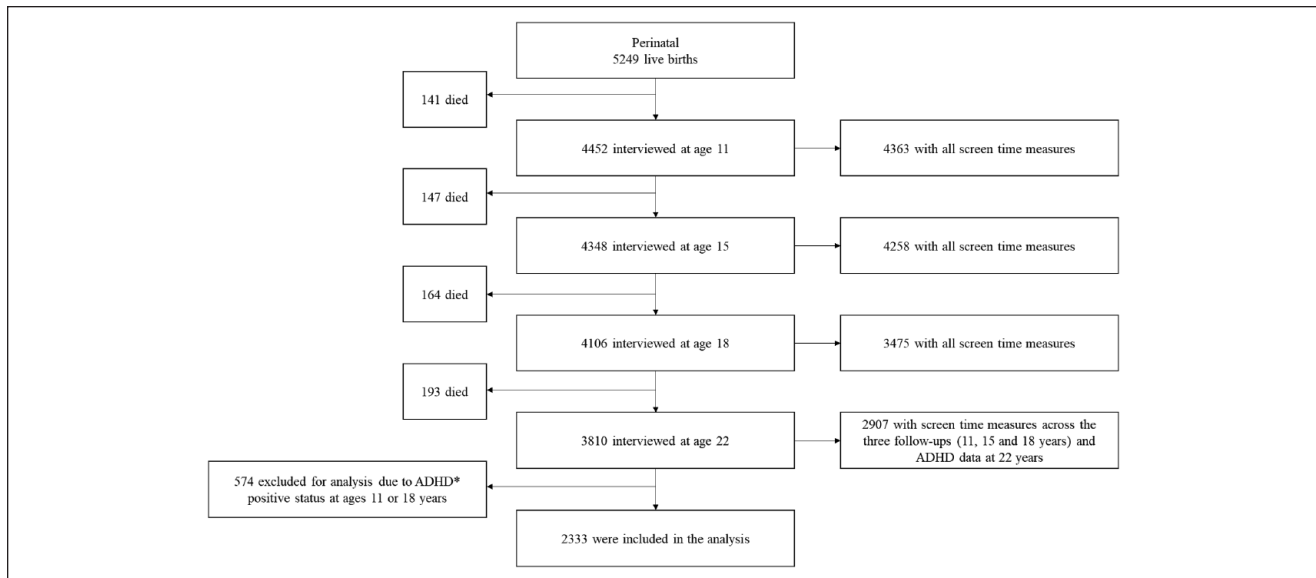 Perinatal
5249 live births
141 died
4452 interviewed at age 11
4363 with all screen time measures
147 died
4348 interviewed at age 15
4258 with all screen time measures
164 died
4106 interviewed at age 18
3475 with all screen time measures
193 died
3810 interviewed at age 22
2907 with screen time measures across the
three follow-ups (11, 15 and 18 years) and
ADHD data at 22 years
574 excluded for analysis due to ADHD*
positive status at ages 11 or 18 years
2333 were included in the analysis